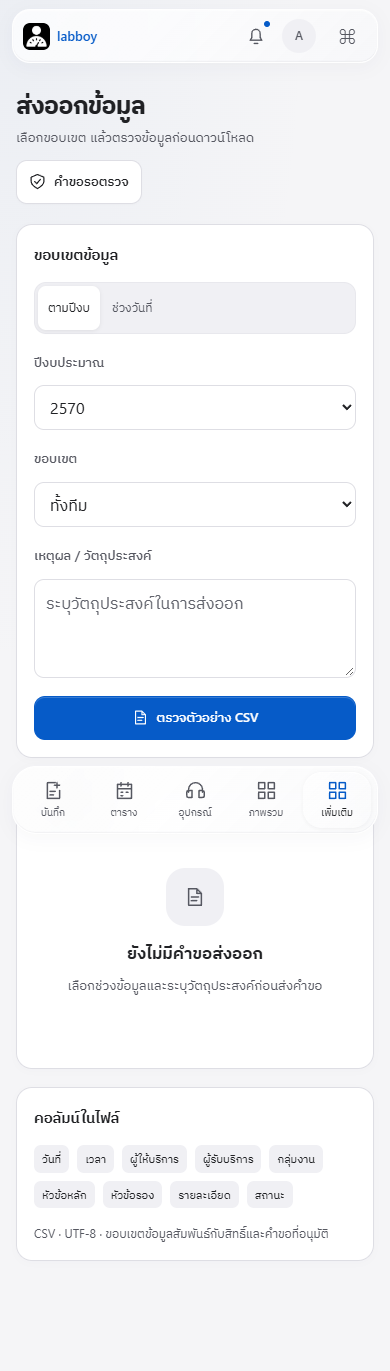 labboy
A
⌘
ส่งออกข้อมูล
เลือกขอบเขต แล้วตรวจข้อมูลก่อนดาวน์โหลด
คำขอรอตรวจ
ขอบเขตข้อมูล
ตามปีงบ ช่วงวันที่
ปีงบประมาณ
2570
ขอบเขต
ทั้งทีม
เหตุผล / วัตถุประสงค์
ระบุวัตถุประสงค์ในการส่งออก
ตรวจตัวอย่าง CSV
บันทึก ตาราง อุปกรณ์ ภาพรวม เพิ่มเติม
ยังไม่มีคำขอส่งออก
เลือกช่วงข้อมูลและระบุวัตถุประสงค์ก่อนส่งคำขอ
คอลัมน์ในไฟล์
วันที่ เวลา ผู้ให้บริการ ผู้รับบริการ กลุ่มงาน
หัวข้อหลัก หัวข้อรอง รายละเอียด สถานะ
CSV · UTF-8 · ขอบเขตข้อมูลสัมพันธ์กับสิทธิ์และคำขอที่อนุมัติ